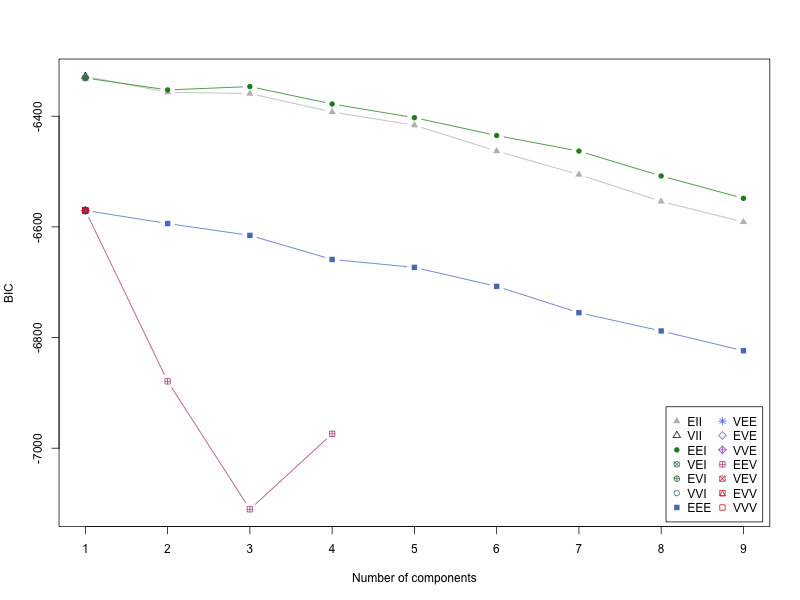 -6400
-6600
-6800
-7000
BIC
1 2 3 4 5 6 7 8 9
Number of components
EII VEE
VII EVE
EEI VVE
VEI EEV
EVI VEV
VVI EVV
EEE VVV